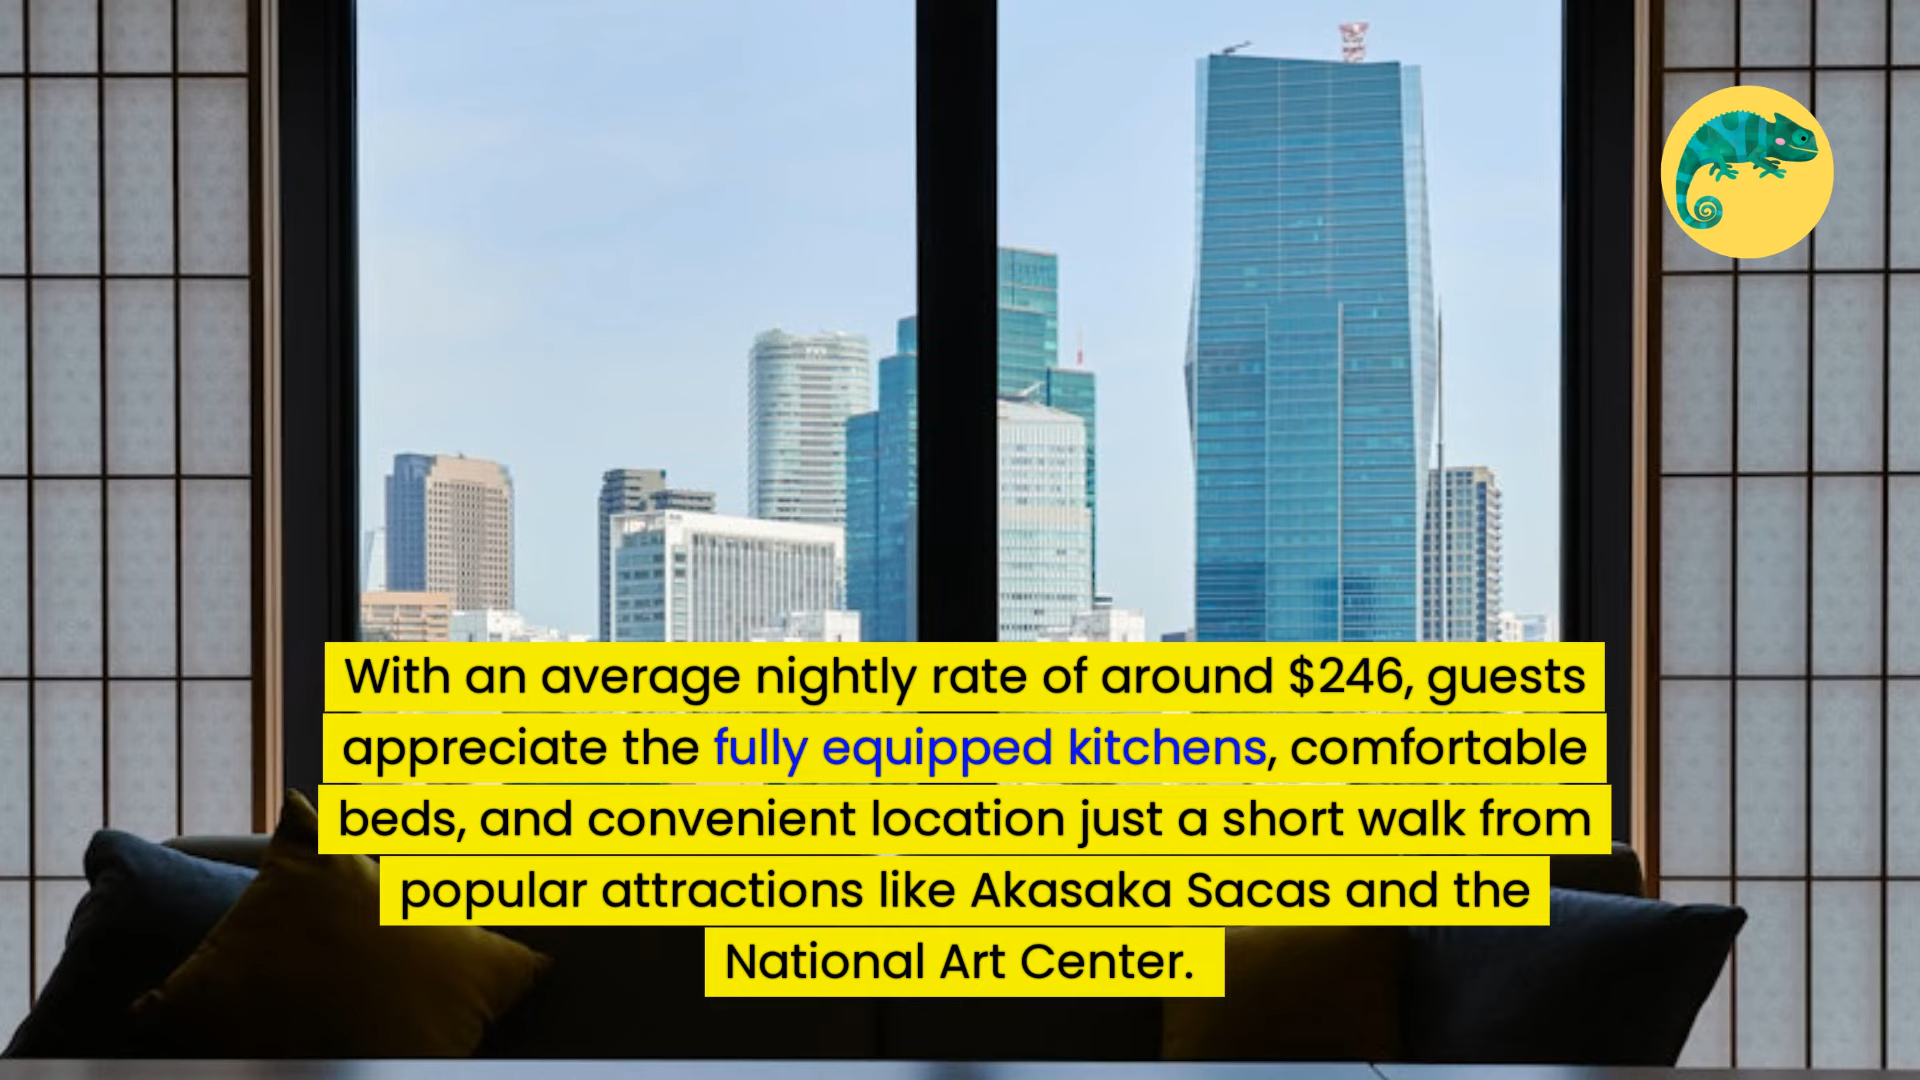 With an average nightly rate of around $246, guests
appreciate the fully equipped kitchens, comfortable
beds, and convenient location just a short walk from
popular attractions like Akasaka Sacas and the
National Art Center.